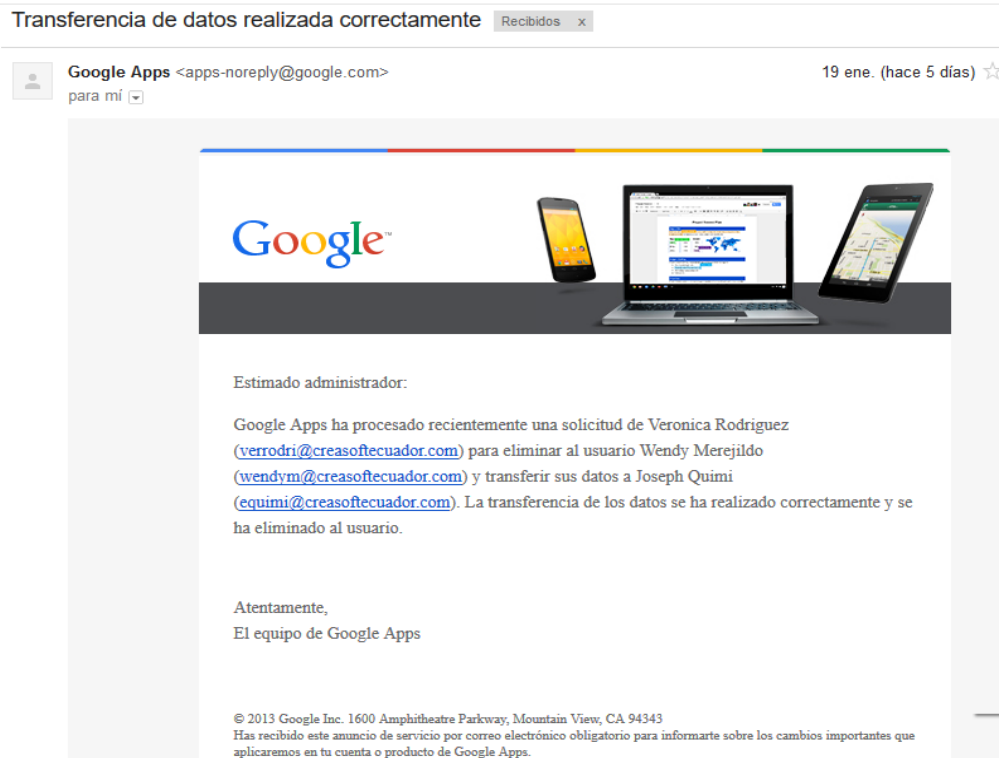 Transferencia de datos realizada correctamente Recibidos x
Google Apps <apps-noreply@google.com> 19 ene. (hace 5 días)
para mí
Google™
Estimado administrador:
Google Apps ha procesado recientemente una solicitud de Veronica Rodriguez
(verrodri@creasoftecuador.com) para eliminar al usuario Wendy Merejildo
(wendym@creasoftecuador.com) y transferir sus datos a Joseph Quimi
(equimi@creasoftecuador.com). La transferencia de los datos se ha realizado correctamente y se
ha eliminado al usuario.
Atentamente,
El equipo de Google Apps
© 2013 Google Inc. 1600 Amphitheatre Parkway, Mountain View, CA 94343
Has recibido este anuncio de servicio por correo electrónico obligatorio para informarte sobre los cambios importantes que
aplicaremos en tu cuenta o producto de Google Apps.